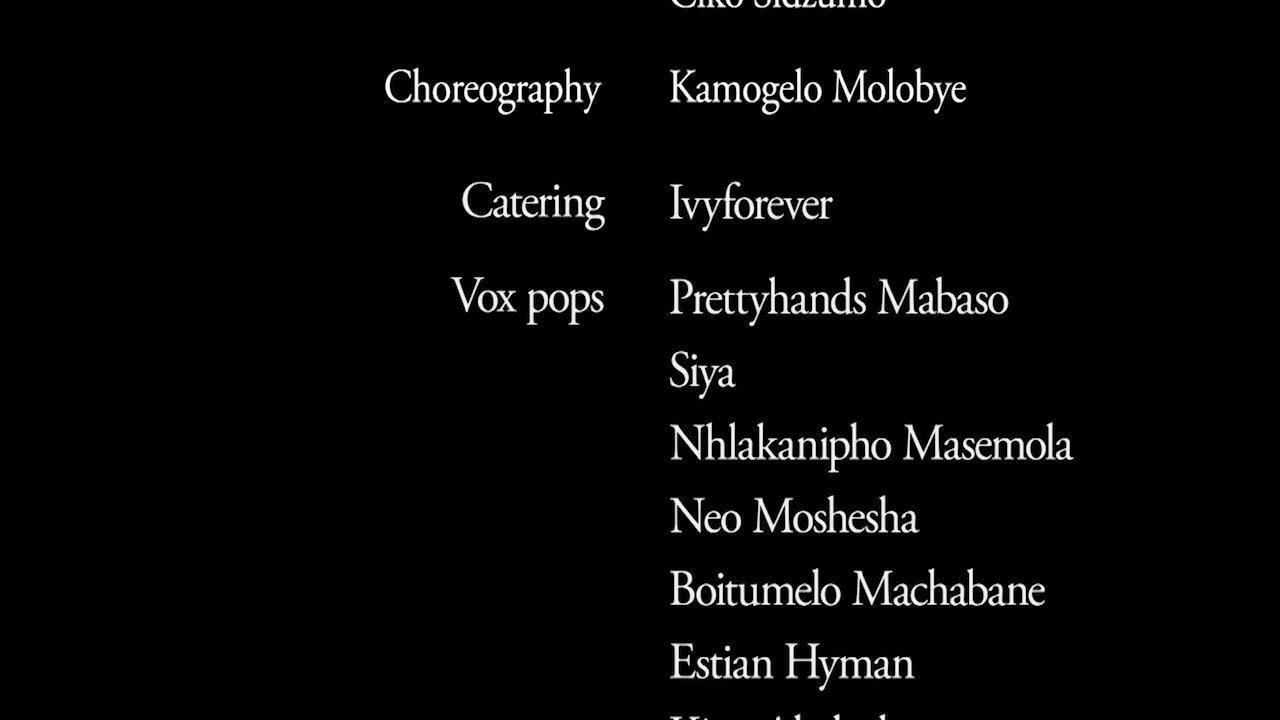 Choreography Kamogelo Molobye
Catering Ivyforever
Vox pops Prettyhands Mabaso
Siya
Nhlakanipho Masemola
Neo Moshesha
Boitumelo Machabane
Estian Hyman